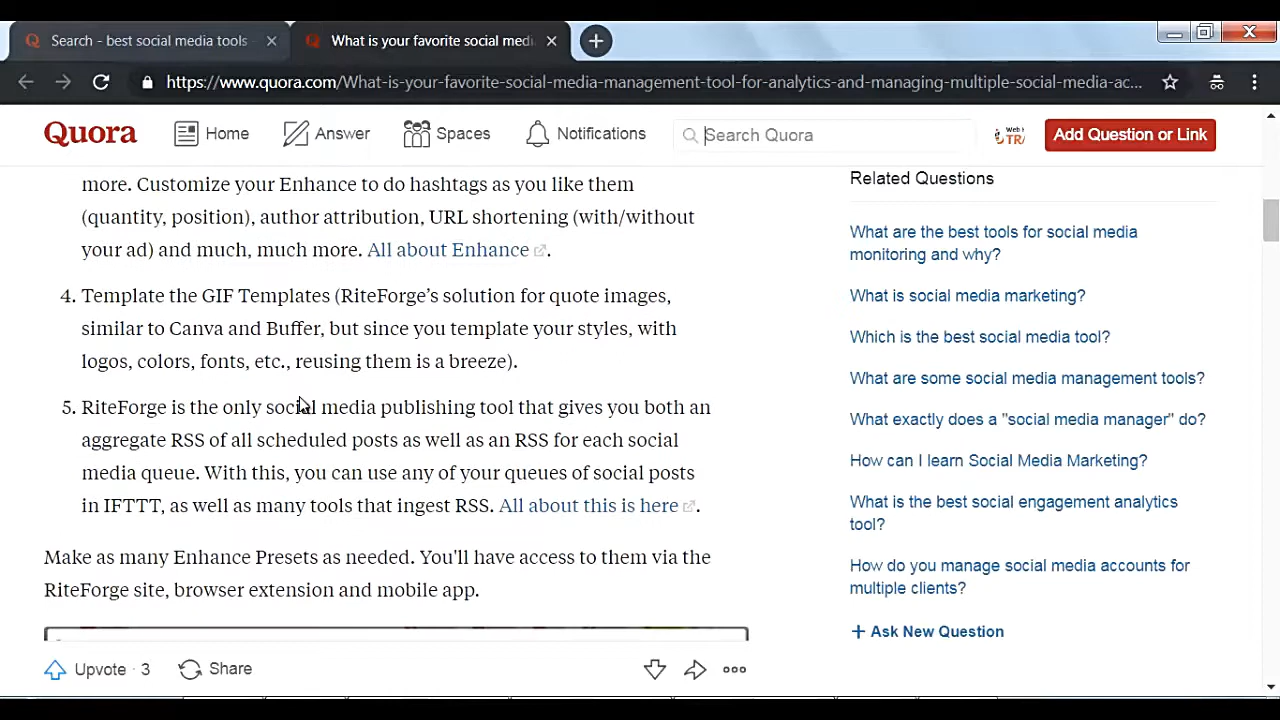 Search - best social media tools
What is your favorite social medi
https://www.quora.com/What-is-your-favorite-social-media-management-tool-for-analytics-and-managing-multiple-social-media-ac...
Quora
Home
Answer
Spaces
Notifications
Search Quora
Web
TR/
Add Question or Link
more. Customize your Enhance to do hashtags as you like them
(quantity, position), author attribution, URL shortening (with/without
your ad) and much, much more. All about Enhance.
4. Template the GIF Templates (RiteForge's solution for quote images,
similar to Canva and Buffer, but since you template your styles, with
logos, colors, fonts, etc., reusing them is a breeze).
5. RiteForge is the only social media publishing tool that gives you both an
aggregate RSS of all scheduled posts as well as an RSS for each social
media queue. With this, you can use any of your queues of social posts
in IFTTT, as well as many tools that ingest RSS. All about this is here.
Make as many Enhance Presets as needed. You'll have access to them via the
RiteForge site, browser extension and mobile app.
Upvote · 3
Share
Related Questions
What are the best tools for social media
monitoring and why?
What is social media marketing?
Which is the best social media tool?
What are some social media management tools?
What exactly does a "social media manager" do?
How can I learn Social Media Marketing?
What is the best social engagement analytics
tool?
How do you manage social media accounts for
multiple clients?
+ Ask New Question